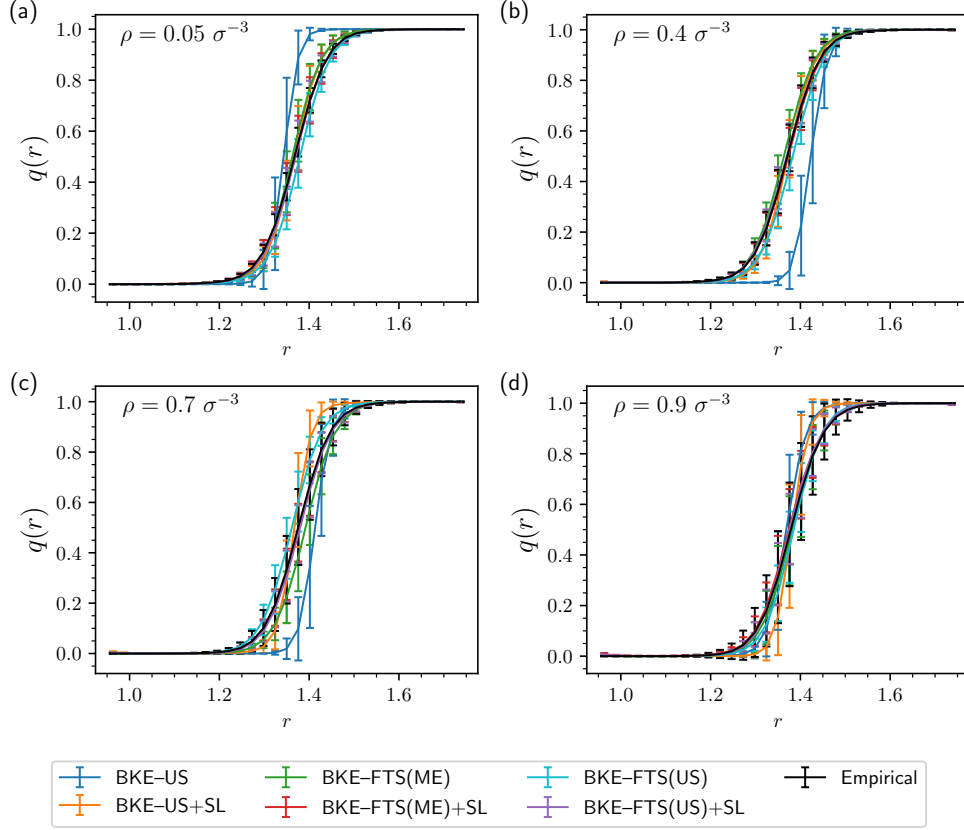 (a)
ρ = 0.05 σ⁻³
1.0
0.8
0.6
0.4
0.2
0.0
q(r)
1.0 1.2 1.4 1.6
r
(b)
ρ = 0.4 σ⁻³
1.0
0.8
0.6
0.4
0.2
0.0
q(r)
1.0 1.2 1.4 1.6
r
(c)
ρ = 0.7 σ⁻³
1.0
0.8
0.6
0.4
0.2
0.0
q(r)
1.0 1.2 1.4 1.6
r
(d)
ρ = 0.9 σ⁻³
1.0
0.8
0.6
0.4
0.2
0.0
q(r)
1.0 1.2 1.4 1.6
r
BKE–US BKE–FTS(ME) BKE–FTS(US) Empirical
BKE–US+SL BKE–FTS(ME)+SL BKE–FTS(US)+SL